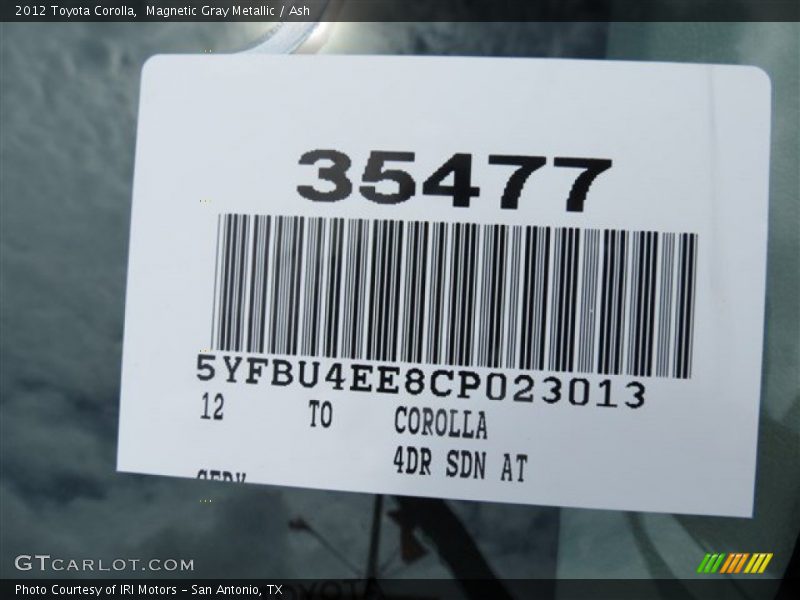 2012 Toyota Corolla, Magnetic Gray Metallic / Ash
35477
5YFBU4EE8CP023013
12 TO COROLLA
4DR SDN AT
GTCARLOT.COM
Photo Courtesy of IRI Motors - San Antonio, TX